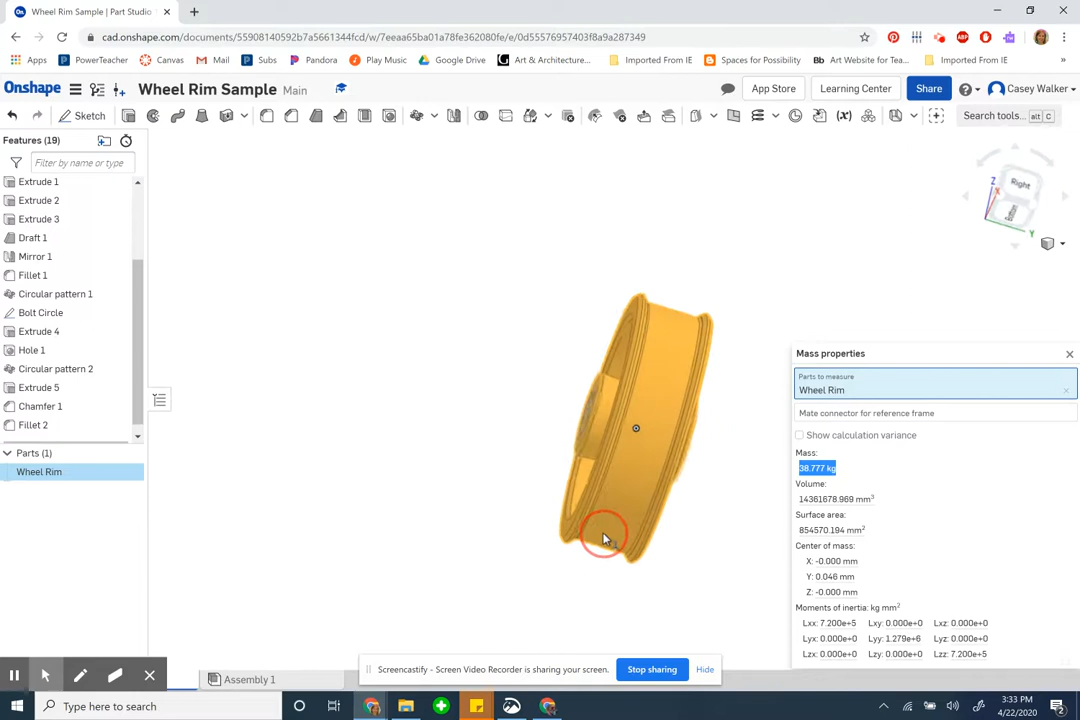 Wheel Rim Sample | Part Studio
cad.onshape.com/documents/55908140592b7a5661344fcd/w/7eeaa65ba01a78fe362080fe/e/0d55576957403f8a9a287349
Apps
PowerTeacher
Canvas
Mail
Subs
Pandora
Play Music
Google Drive
Art & Architecture...
Imported From IE
Spaces for Possibility
Bb Art Website for Tea...
Imported From IE
»
Onshape
Wheel Rim Sample
Main
App Store
Learning Center
Share
Casey Walker
Sketch
(x)
Search tools...
alt
C
Features (19)
Filter by name or type
Extrude 1
Extrude 2
Extrude 3
Draft 1
Mirror 1
Fillet 1
Circular pattern 1
Bolt Circle
Extrude 4
Hole 1
Circular pattern 2
Extrude 5
Chamfer 1
Fillet 2
Parts (1)
Wheel Rim
Z
X
Right
Bottom
Y
Mass properties
Parts to measure
Wheel Rim
Mate connector for reference frame
Show calculation variance
Mass:
38.777 kg
Volume:
14361678.969 mm³
Surface area:
854570.194 mm²
Center of mass:
X: -0.000 mm
Y: 0.046 mm
Z: -0.000 mm
Moments of inertia: kg mm²
Lxx: 7.200e+5 Lxy: 0.000e+0 Lxz: 0.000e+0
Lyx: 0.000e+0 Lyy: 1.279e+6 Lyz: 0.000e+0
Lzx: 0.000e+0 Lzy: 0.000e+0 Lzz: 7.200e+5
Assembly 1
Screencastify - Screen Video Recorder is sharing your screen.
Stop sharing
Hide
Type here to search
3:33 PM
4/22/2020
2